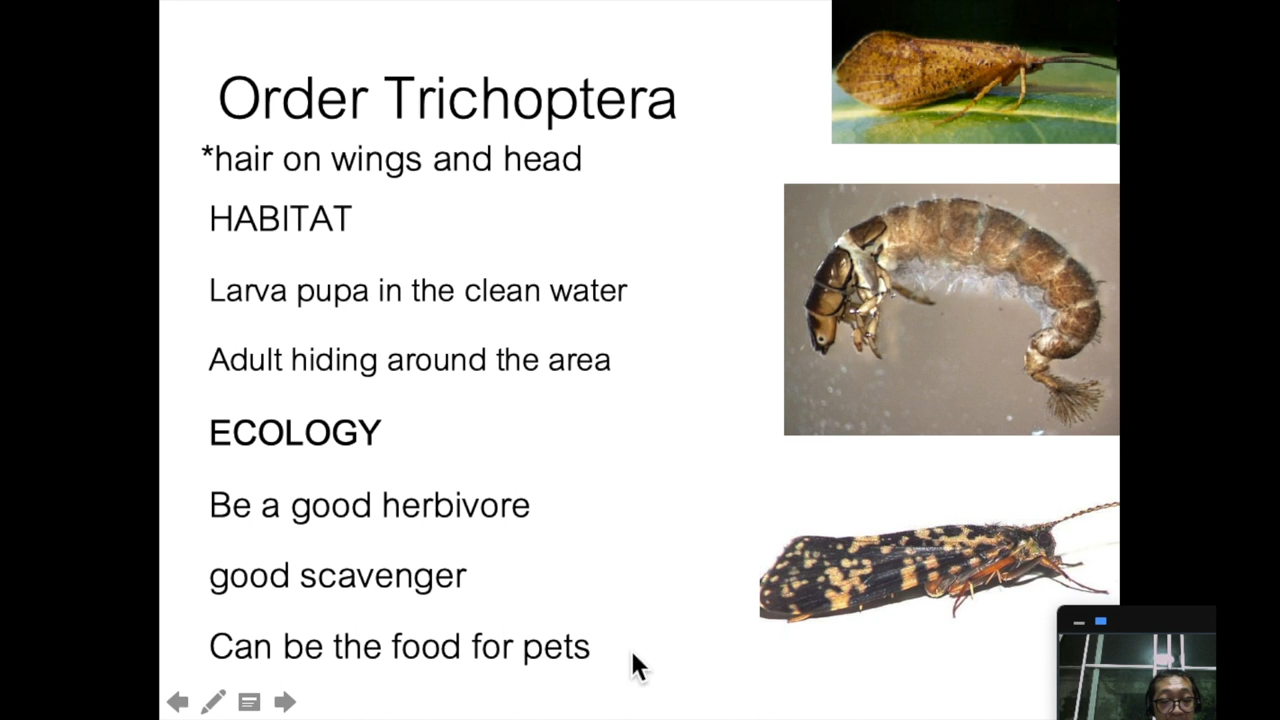 Order Trichoptera
*hair on wings and head
HABITAT
Larva pupa in the clean water
Adult hiding around the area
ECOLOGY
Be a good herbivore
good scavenger
Can be the food for pets